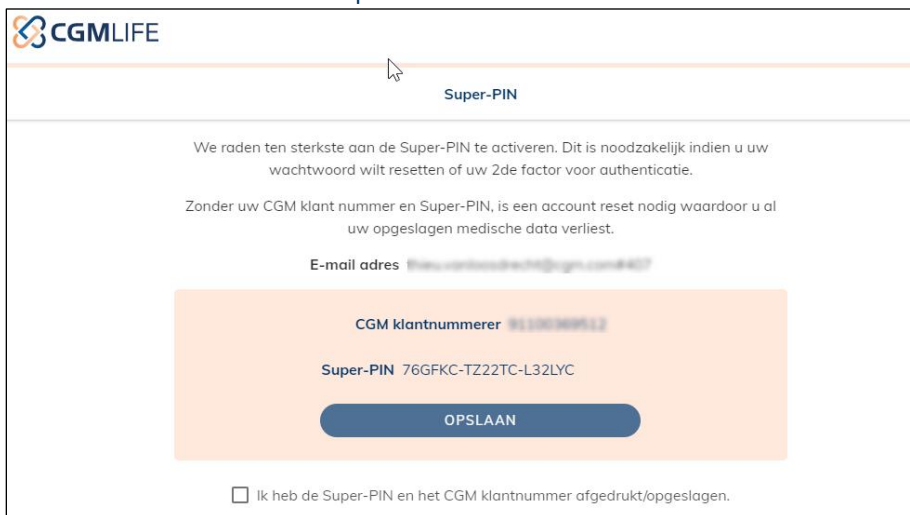 CGMLIFE
Super-PIN
We raden ten sterkste aan de Super-PIN te activeren. Dit is noodzakelijk indien u uw
wachtwoord wilt resetten of uw 2de factor voor authenticatie.
Zonder uw CGM klant nummer en Super-PIN, is een account reset nodig waardoor u al
uw opgeslagen medische data verliest.
E-mail adres
CGM klantnummerer
Super-PIN 76GFKC-TZ22TC-L32LYC
OPSLAAN
Ik heb de Super-PIN en het CGM klantnummer afgedrukt/opgeslagen.